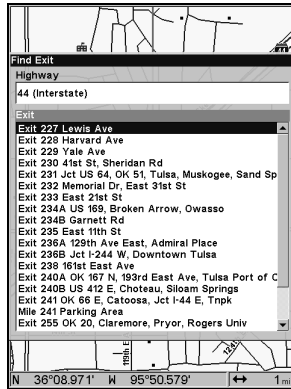 Find Exit
Highway
44 (Interstate)
Exit
Exit 227 Lewis Ave
Exit 228 Harvard Ave
Exit 229 Yale Ave
Exit 230 41st St, Sheridan Rd
Exit 231 Jct US 64, OK 51, Tulsa, Muskogee, Sand Sp
Exit 232 Memorial Dr, East 31st St
Exit 233 East 21st St
Exit 234A US 169, Broken Arrow, Owasso
Exit 234B Garnett Rd
Exit 235 East 11th St
Exit 236A 129th Ave East, Admiral Place
Exit 236B Jct I-244 W, Downtown Tulsa
Exit 238 161st East Ave
Exit 240A OK 167 N, 193rd East Ave, Tulsa Port of C
Exit 240B US 412 E, Choteau, Siloam Springs
Exit 241 OK 66 E, Catoosa, Jct I-44 E, Tnpk
Mile 241 Parking Area
Exit 255 OK 20, Claremore, Pryor, Rogers Univ
119th E
N 36°08.971' W 95°50.579' ↔ 1 mi